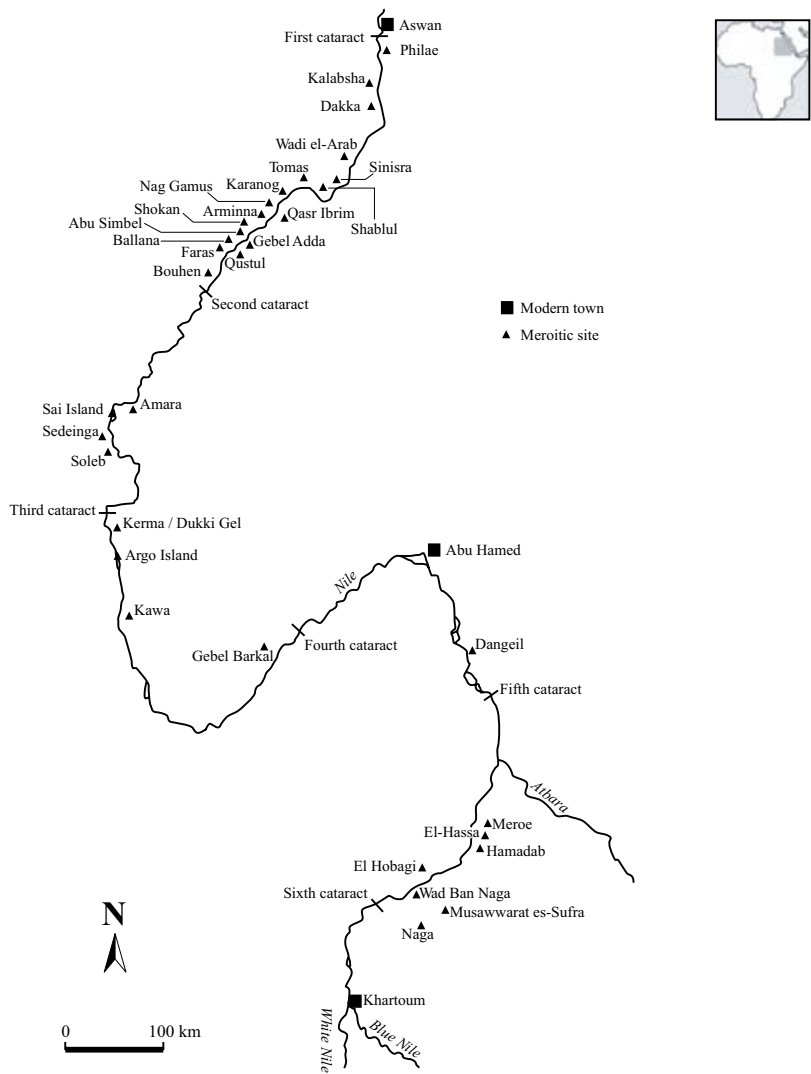 Aswan
First cataract
Philae
Kalabsha
Dakka
Wadi el-Arab
Tomas
Sinisra
Nag Gamus
Karanog
Shokan
Arminna
Qasr Ibrim
Shablul
Abu Simbel
Ballana
Gebel Adda
Faras
Qustul
Bouhen
Second cataract
Modern town
Meroitic site
Sai Island
Amara
Sedeinga
Soleb
Third cataract
Kerma / Dukki Gel
Argo Island
Abu Hamed
Nile
Kawa
Gebel Barkal
Fourth cataract
Dangeil
Fifth cataract
Atbara
Meroe
El-Hassa
Hamadab
El Hobagi
Sixth cataract
Wad Ban Naga
Musawwarat es-Sufra
Naga
N
Khartoum
0 100 km
White Nile
Blue Nile